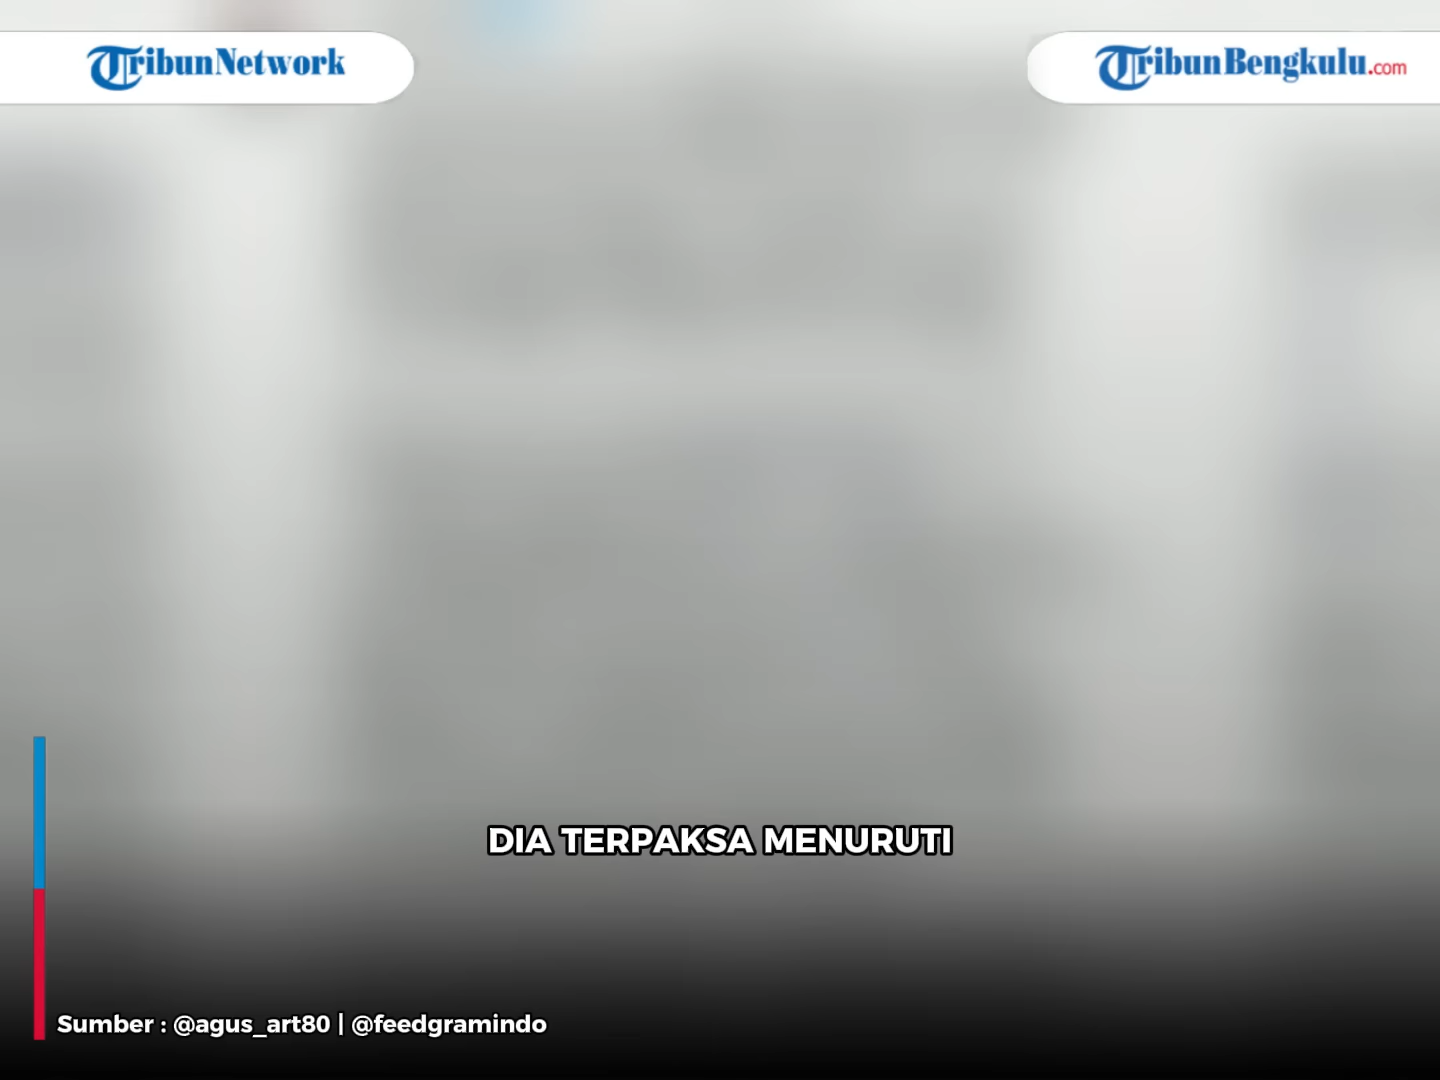 TribunNetwork
TribunBengkulu.com
DIA TERPAKSA MENURUTI
Sumber : @agus_art80 | @feedgramindo